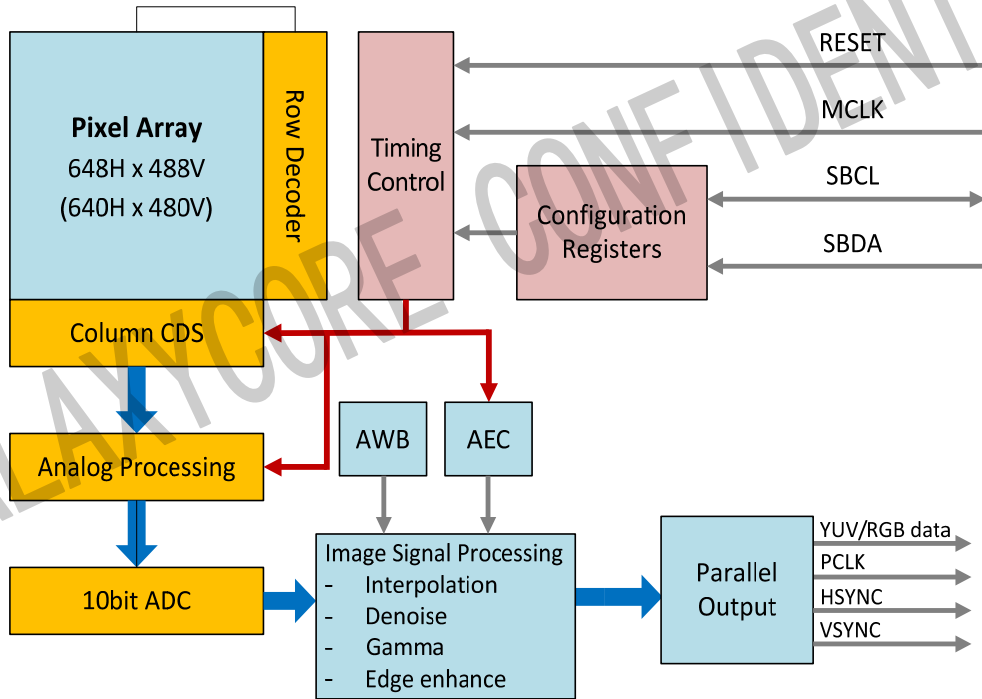 Pixel Array
648H x 488V
(640H x 480V)
Row Decoder
Column CDS
Timing
Control
Configuration
Registers
RESET
MCLK
SBCL
SBDA
Analog Processing
AWB
AEC
10bit ADC
Image Signal Processing
- Interpolation
- Denoise
- Gamma
- Edge enhance
Parallel
Output
YUV/RGB data
PCLK
HSYNC
VSYNC
ALAXYCORE CONFIDENT